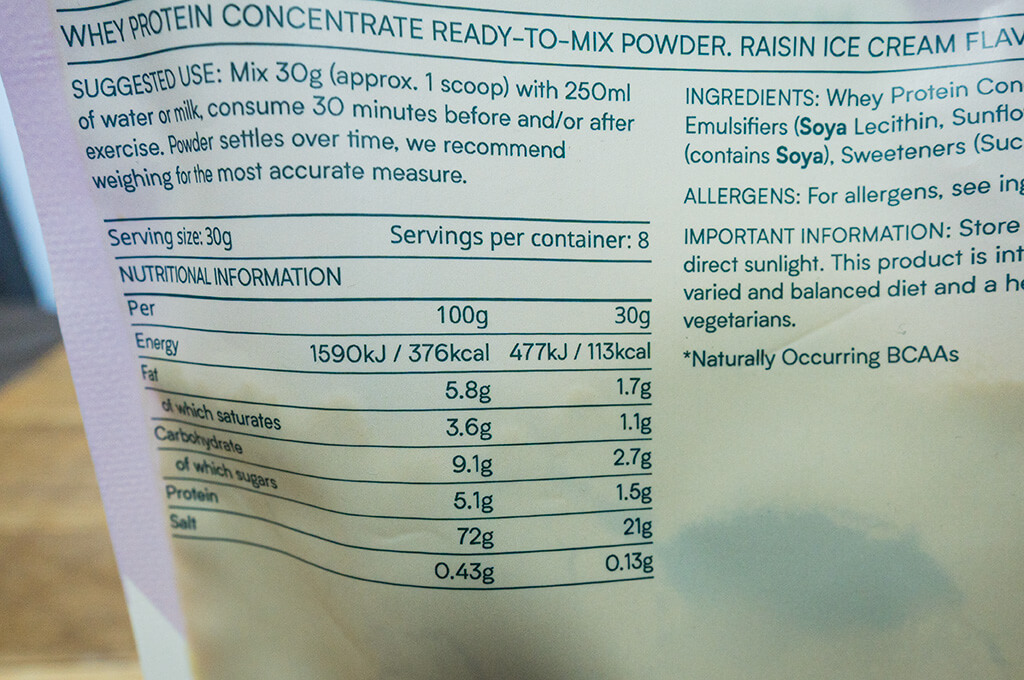 WHEY PROTEIN CONCENTRATE READY-TO-MIX POWDER. RAISIN ICE CREAM FLAV
SUGGESTED USE: Mix 30g (approx. 1 scoop) with 250ml
of water or milk, consume 30 minutes before and/or after
exercise. Powder settles over time, we recommend
weighing for the most accurate measure.
Serving size: 30g Servings per container: 8
NUTRITIONAL INFORMATION
Per 100g 30g
Energy 1590kJ / 376kcal 477kJ / 113kcal
Fat 5.8g 1.7g
of which saturates 3.6g 1.1g
Carbohydrate 9.1g 2.7g
of which sugars 5.1g 1.5g
Protein 72g 21g
Salt 0.43g 0.13g
INGREDIENTS: Whey Protein Con
Emulsifiers (Soya Lecithin, Sunflo
(contains Soya), Sweeteners (Suc
ALLERGENS: For allergens, see ing
IMPORTANT INFORMATION: Store
direct sunlight. This product is int
varied and balanced diet and a he
vegetarians.
*Naturally Occurring BCAAs